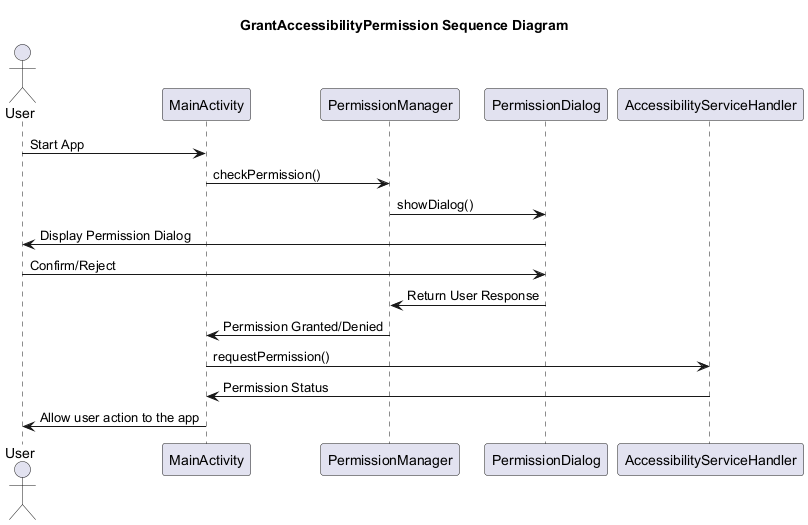 GrantAccessibilityPermission Sequence Diagram
User
MainActivity
PermissionManager
PermissionDialog
AccessibilityServiceHandler
Start App
checkPermission()
showDialog()
Display Permission Dialog
Confirm/Reject
Return User Response
Permission Granted/Denied
requestPermission()
Permission Status
Allow user action to the app
User
MainActivity
PermissionManager
PermissionDialog
AccessibilityServiceHandler